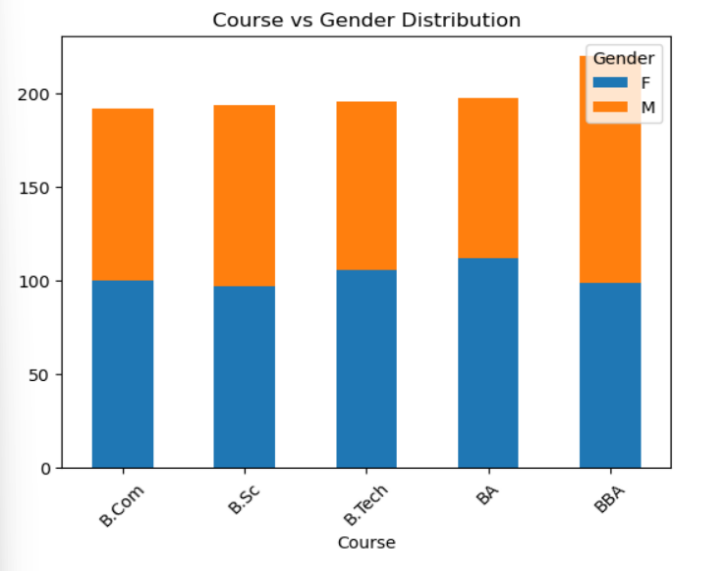 Course vs Gender Distribution
Gender
F
M
200
150
100
50
0
B.Com
B.Sc
B.Tech
BA
BBA
Course